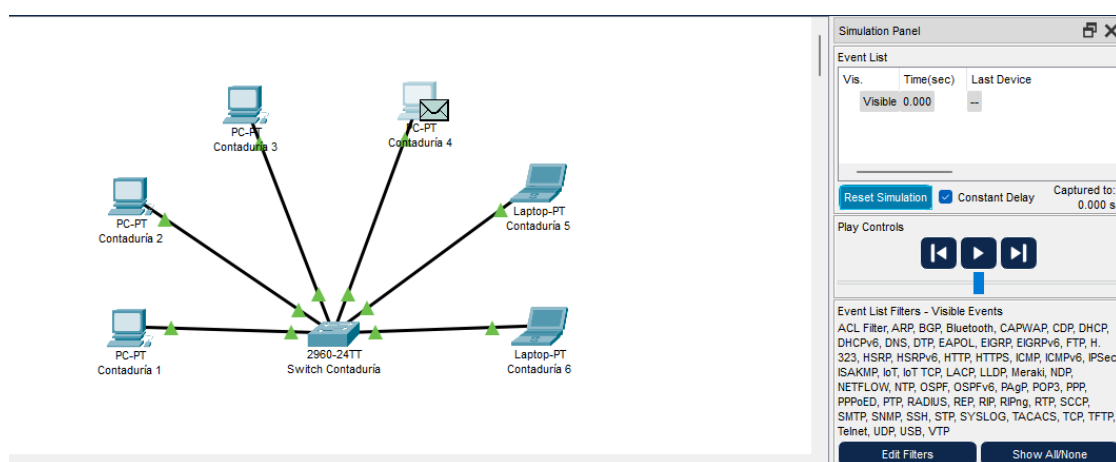 PC-PT
Contaduría 3
PC-PT
Contaduría 4
PC-PT
Contaduría 2
Laptop-PT
Contaduría 5
PC-PT
Contaduría 1
2960-24TT
Switch Contaduría
Laptop-PT
Contaduría 6
Simulation Panel
Event List
Vis. Time(sec) Last Device
Visible 0.000 --
Reset Simulation Constant Delay Captured to:
0.000 s
Play Controls
Event List Filters - Visible Events
ACL Filter, ARP, BGP, Bluetooth, CAPWAP, CDP, DHCP,
DHCPv6, DNS, DTP, EAPOL, EIGRP, EIGRPv6, FTP, H.
323, HSRP, HSRPv6, HTTP, HTTPS, ICMP, ICMPv6, IPSec
ISAKMP, IoT, IoT TCP, LACP, LLDP, Meraki, NDP,
NETFLOW, NTP, OSPF, OSPFv6, PAgP, POP3, PPP,
PPPoED, PTP, RADIUS, REP, RIP, RIPng, RTP, SCCP,
SMTP, SNMP, SSH, STP, SYSLOG, TACACS, TCP, TFTP,
Telnet, UDP, USB, VTP
Edit Filters Show All/None